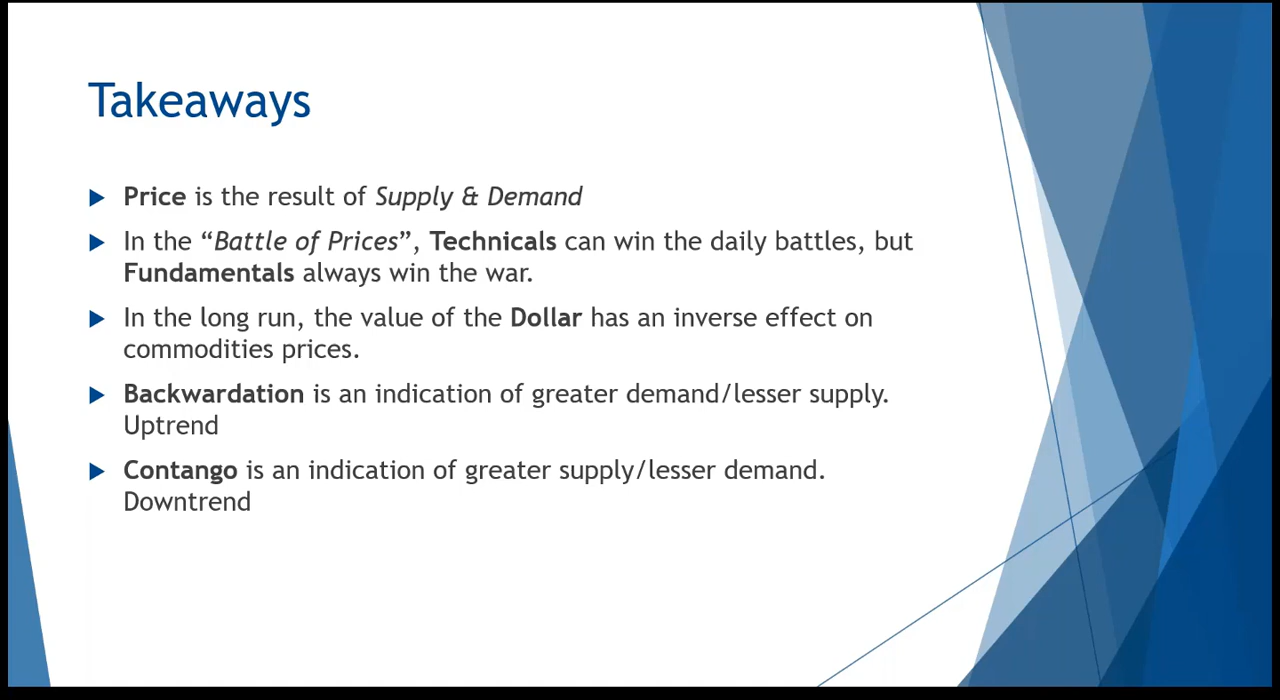 Takeaways
Price is the result of Supply & Demand
In the “Battle of Prices”, Technicals can win the daily battles, but
Fundamentals always win the war.
In the long run, the value of the Dollar has an inverse effect on
commodities prices.
Backwardation is an indication of greater demand/lesser supply.
Uptrend
Contango is an indication of greater supply/lesser demand.
Downtrend